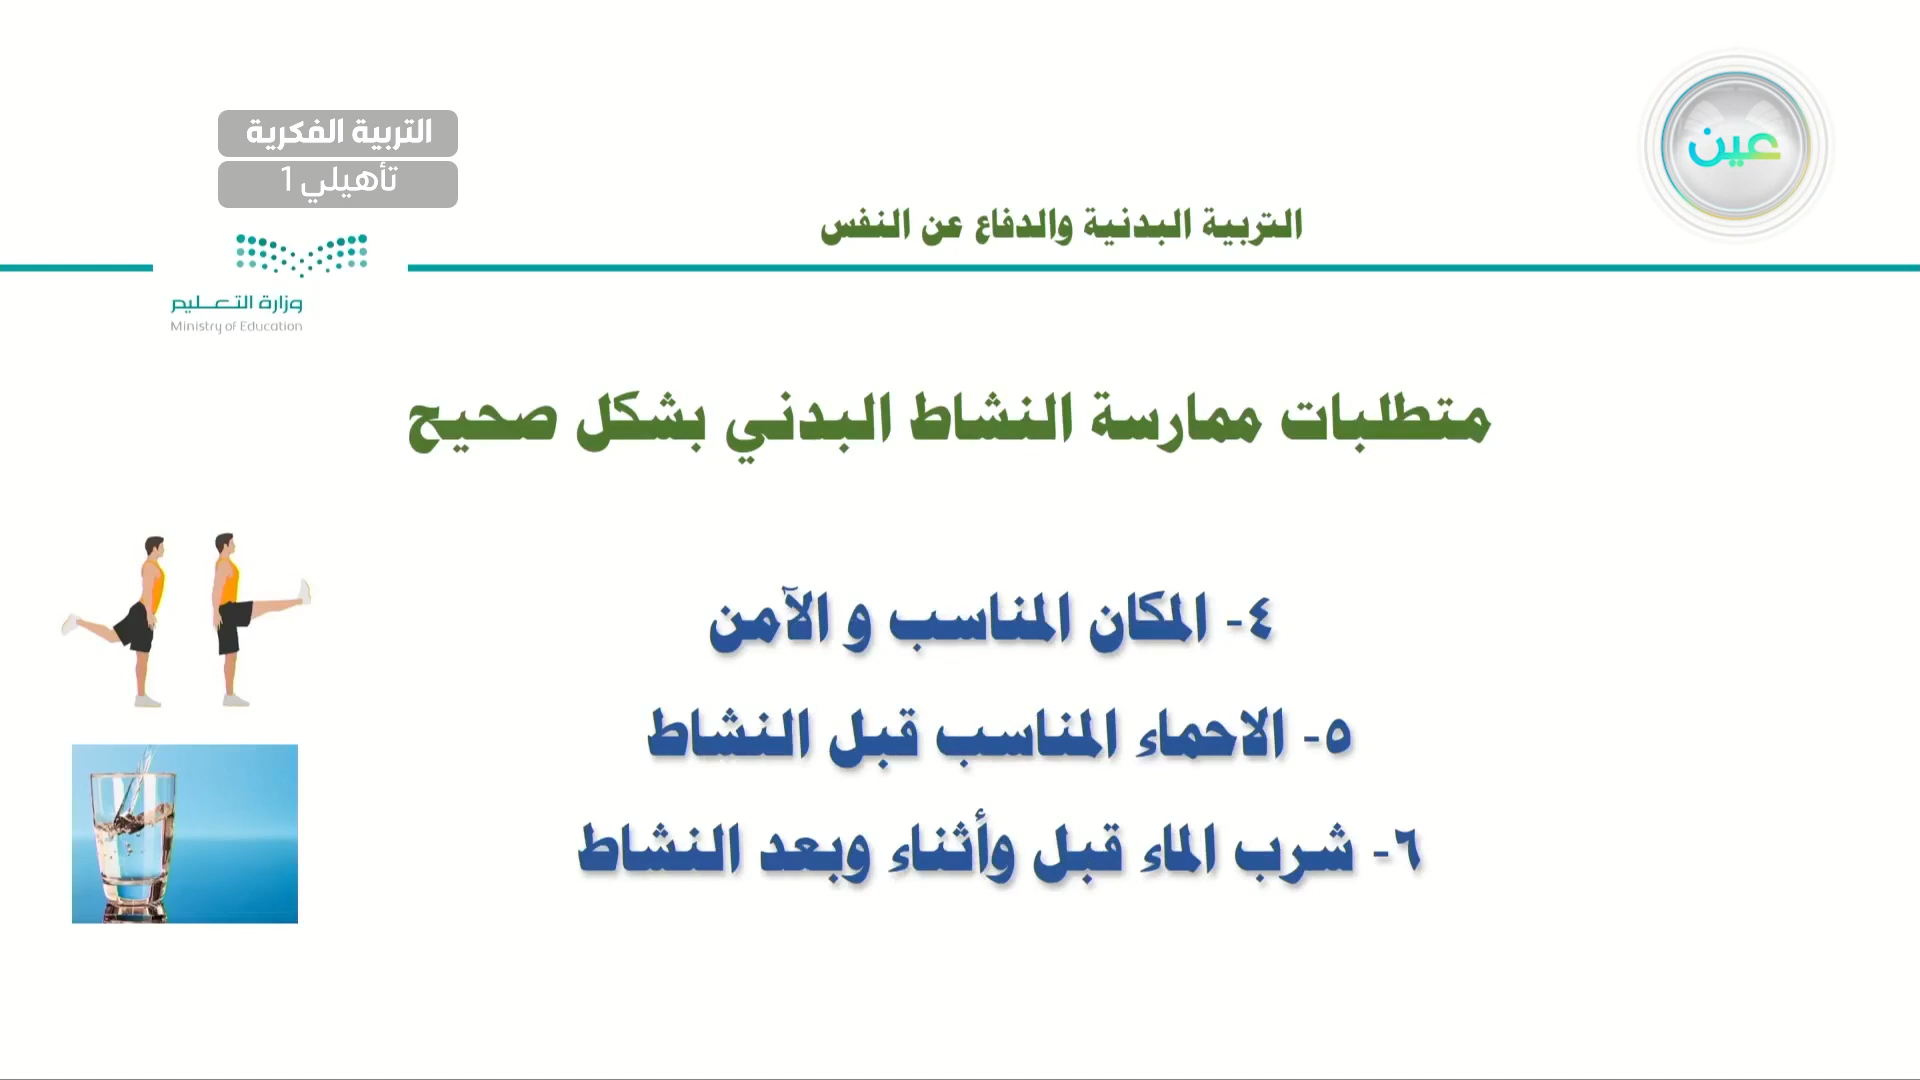 التربية الفكرية
تأهيلي 1
عين
التربية البدنية والدفاع عن النفس
وزارة التعـــليم
Ministry of Education
متطلبات ممارسة النشاط البدني بشكل صحيح
٤- المكان المناسب و الآمن
٥- الاحماء المناسب قبل النشاط
٦- شرب الماء قبل وأثناء وبعد النشاط